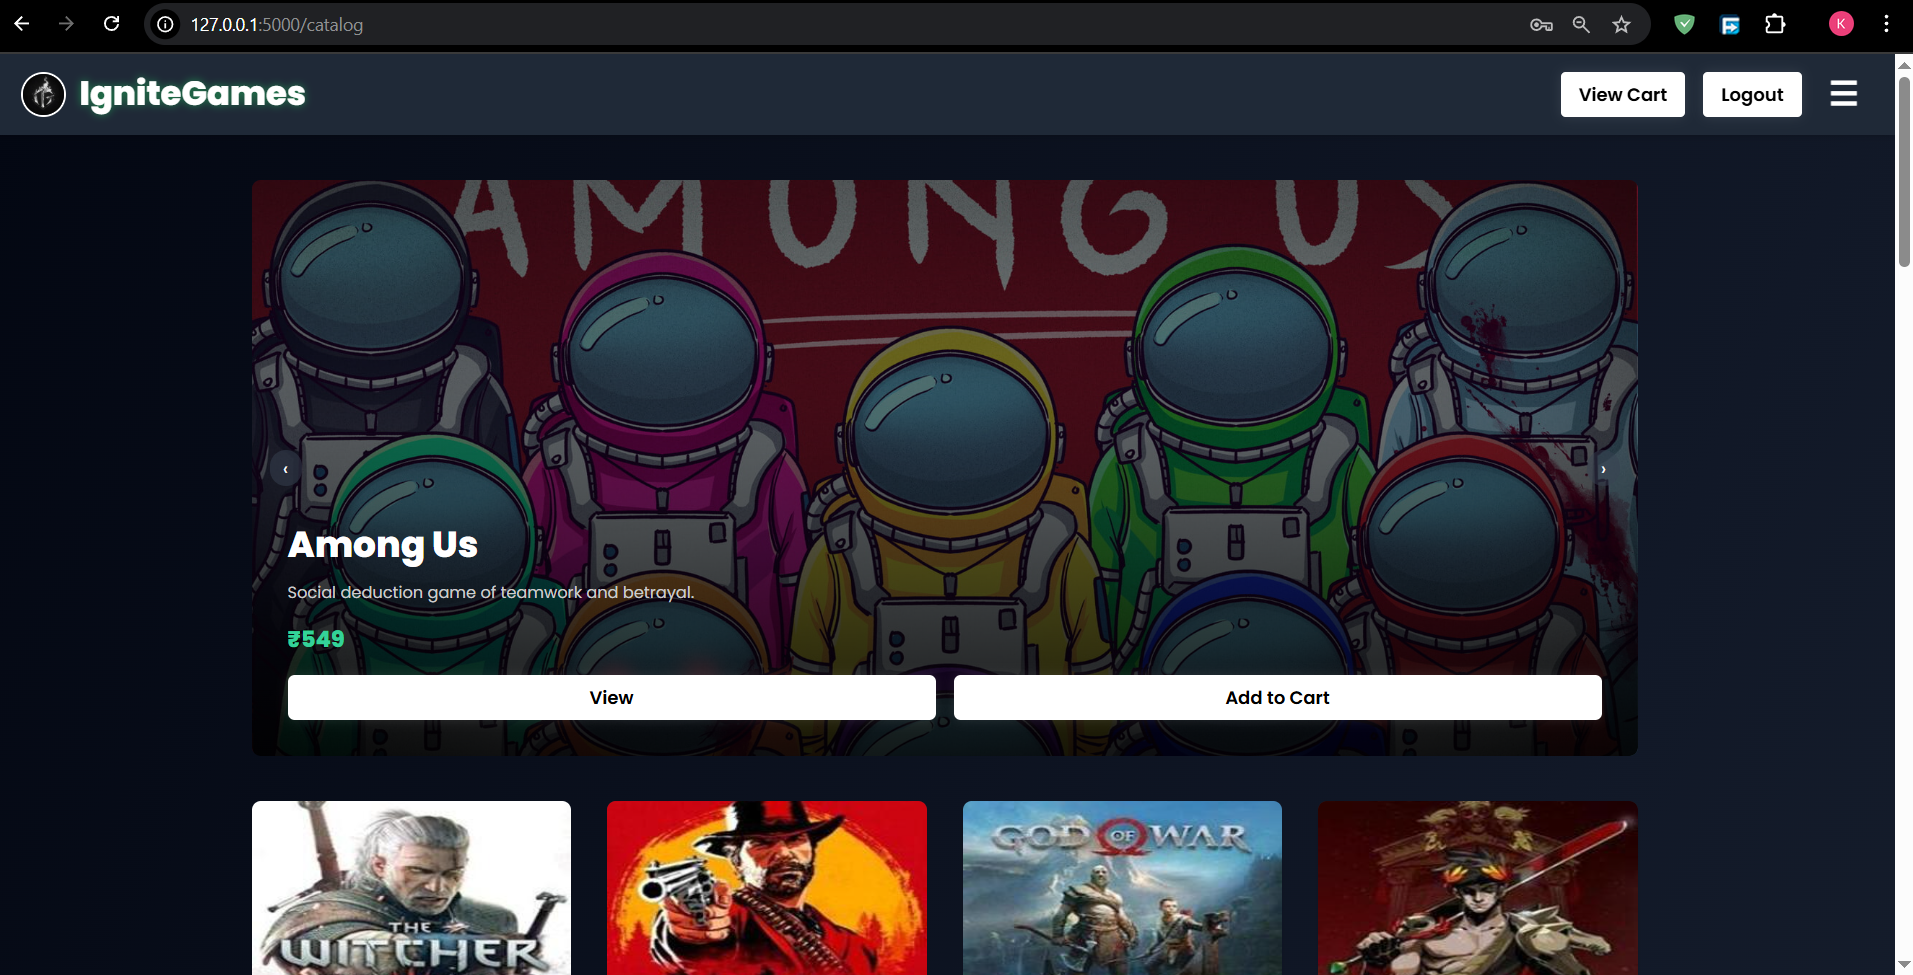 127.0.0.1:5000/catalog
K
IgniteGames
View Cart
Logout
AMONG US
Among Us
Social deduction game of teamwork and betrayal.
₹549
View
Add to Cart
THE
WITCHER
GOD OF WAR